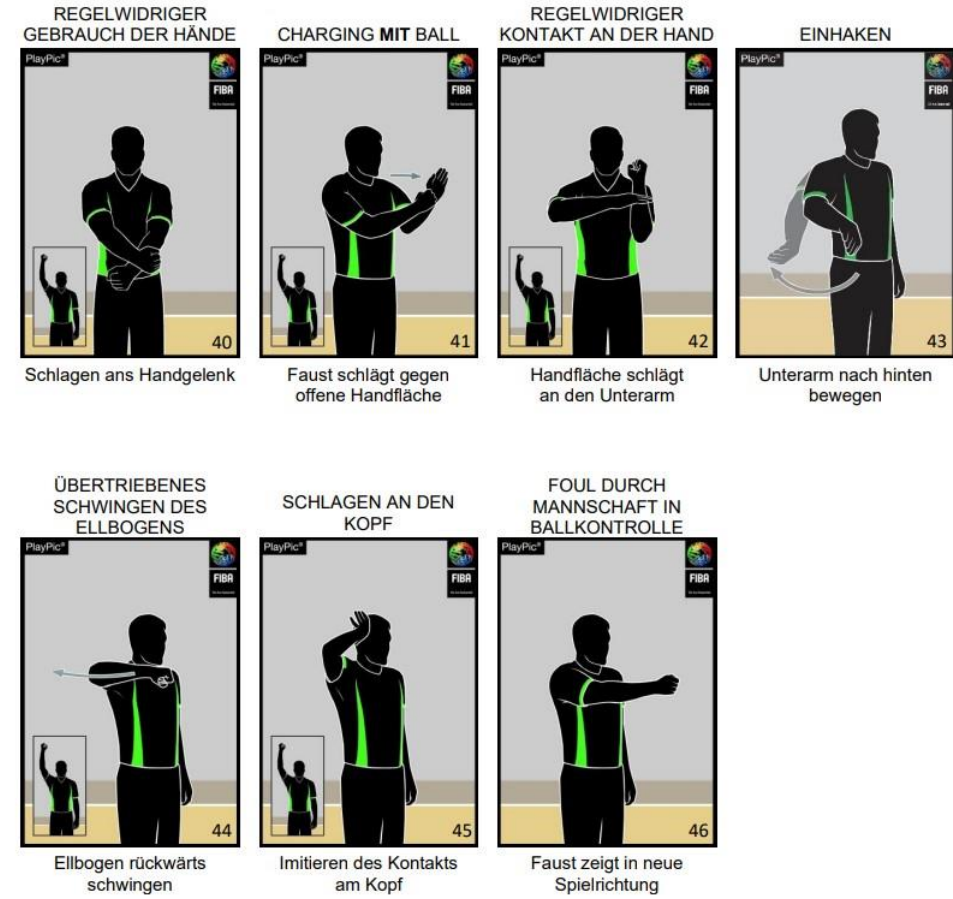 REGELWIDRIGER
GEBRAUCH DER HÄNDE
CHARGING MIT BALL
REGELWIDRIGER
KONTAKT AN DER HAND
EINHAKEN
PlayPic®
FIBA
40
PlayPic®
FIBA
41
PlayPic®
FIBA
42
PlayPic®
FIBA
43
Schlagen ans Handgelenk
Faust schlägt gegen
offene Handfläche
Handfläche schlägt
an den Unterarm
Unterarm nach hinten
bewegen
ÜBERTRIEBENES
SCHWINGEN DES
ELLBOGENS
SCHLAGEN AN DEN
KOPF
FOUL DURCH
MANNSCHAFT IN
BALLKONTROLLE
PlayPic®
FIBA
44
PlayPic®
FIBA
45
PlayPic®
FIBA
46
Ellbogen rückwärts
schwingen
Imitieren des Kontakts
am Kopf
Faust zeigt in neue
Spielrichtung